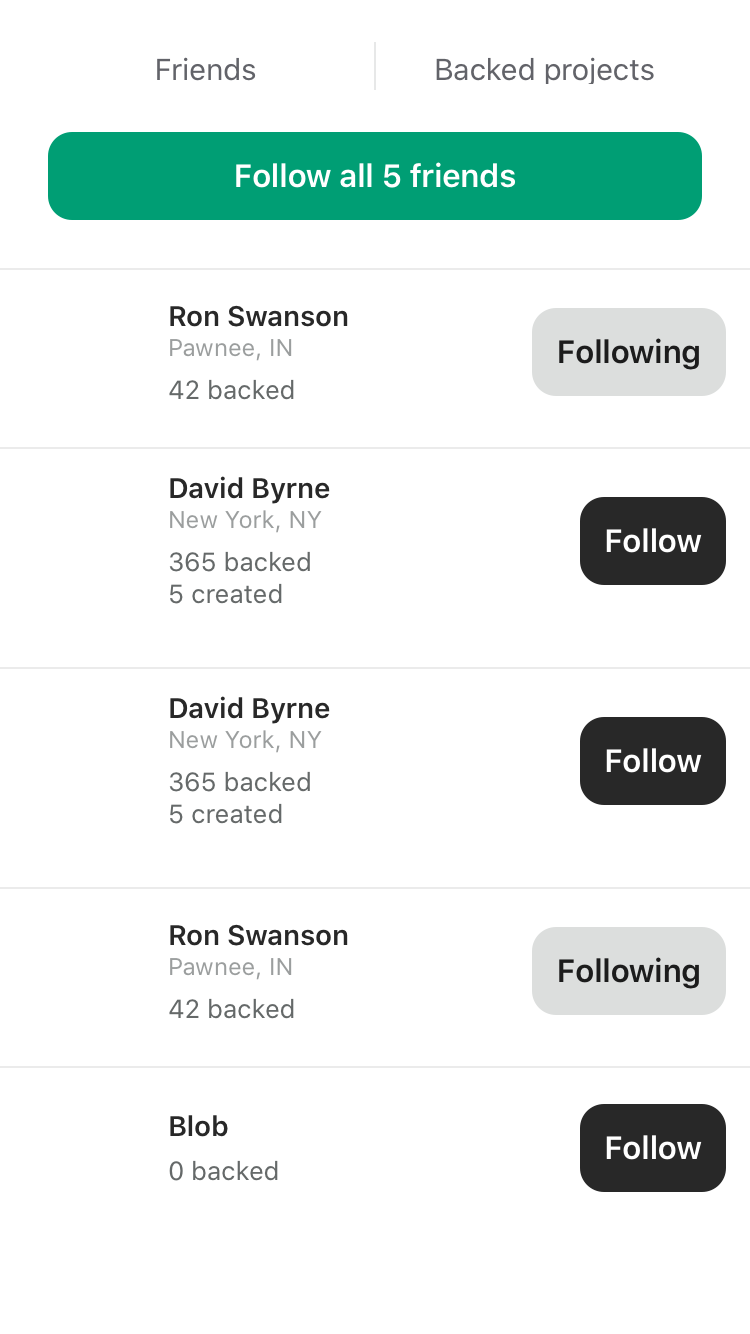 Friends
Backed projects
Follow all 5 friends
Ron Swanson
Pawnee, IN
42 backed
Following
David Byrne
New York, NY
365 backed
5 created
Follow
David Byrne
New York, NY
365 backed
5 created
Follow
Ron Swanson
Pawnee, IN
42 backed
Following
Blob
0 backed
Follow